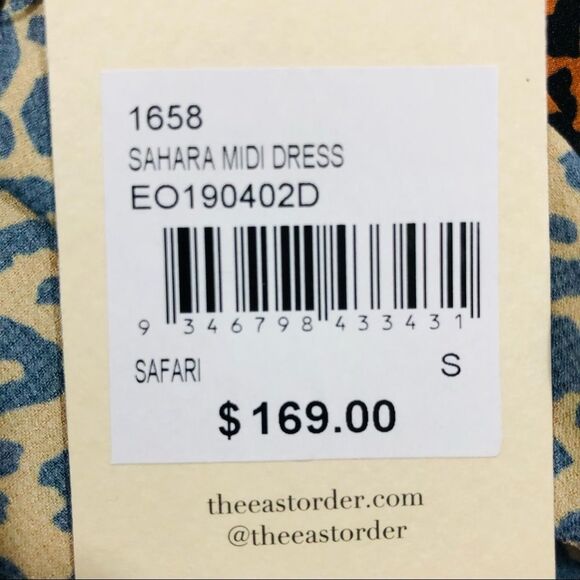 1658
SAHARA MIDI DRESS
EO190402D
9 346798 433431
SAFARI S
$169.00
theeastorder.com
@theeastorder